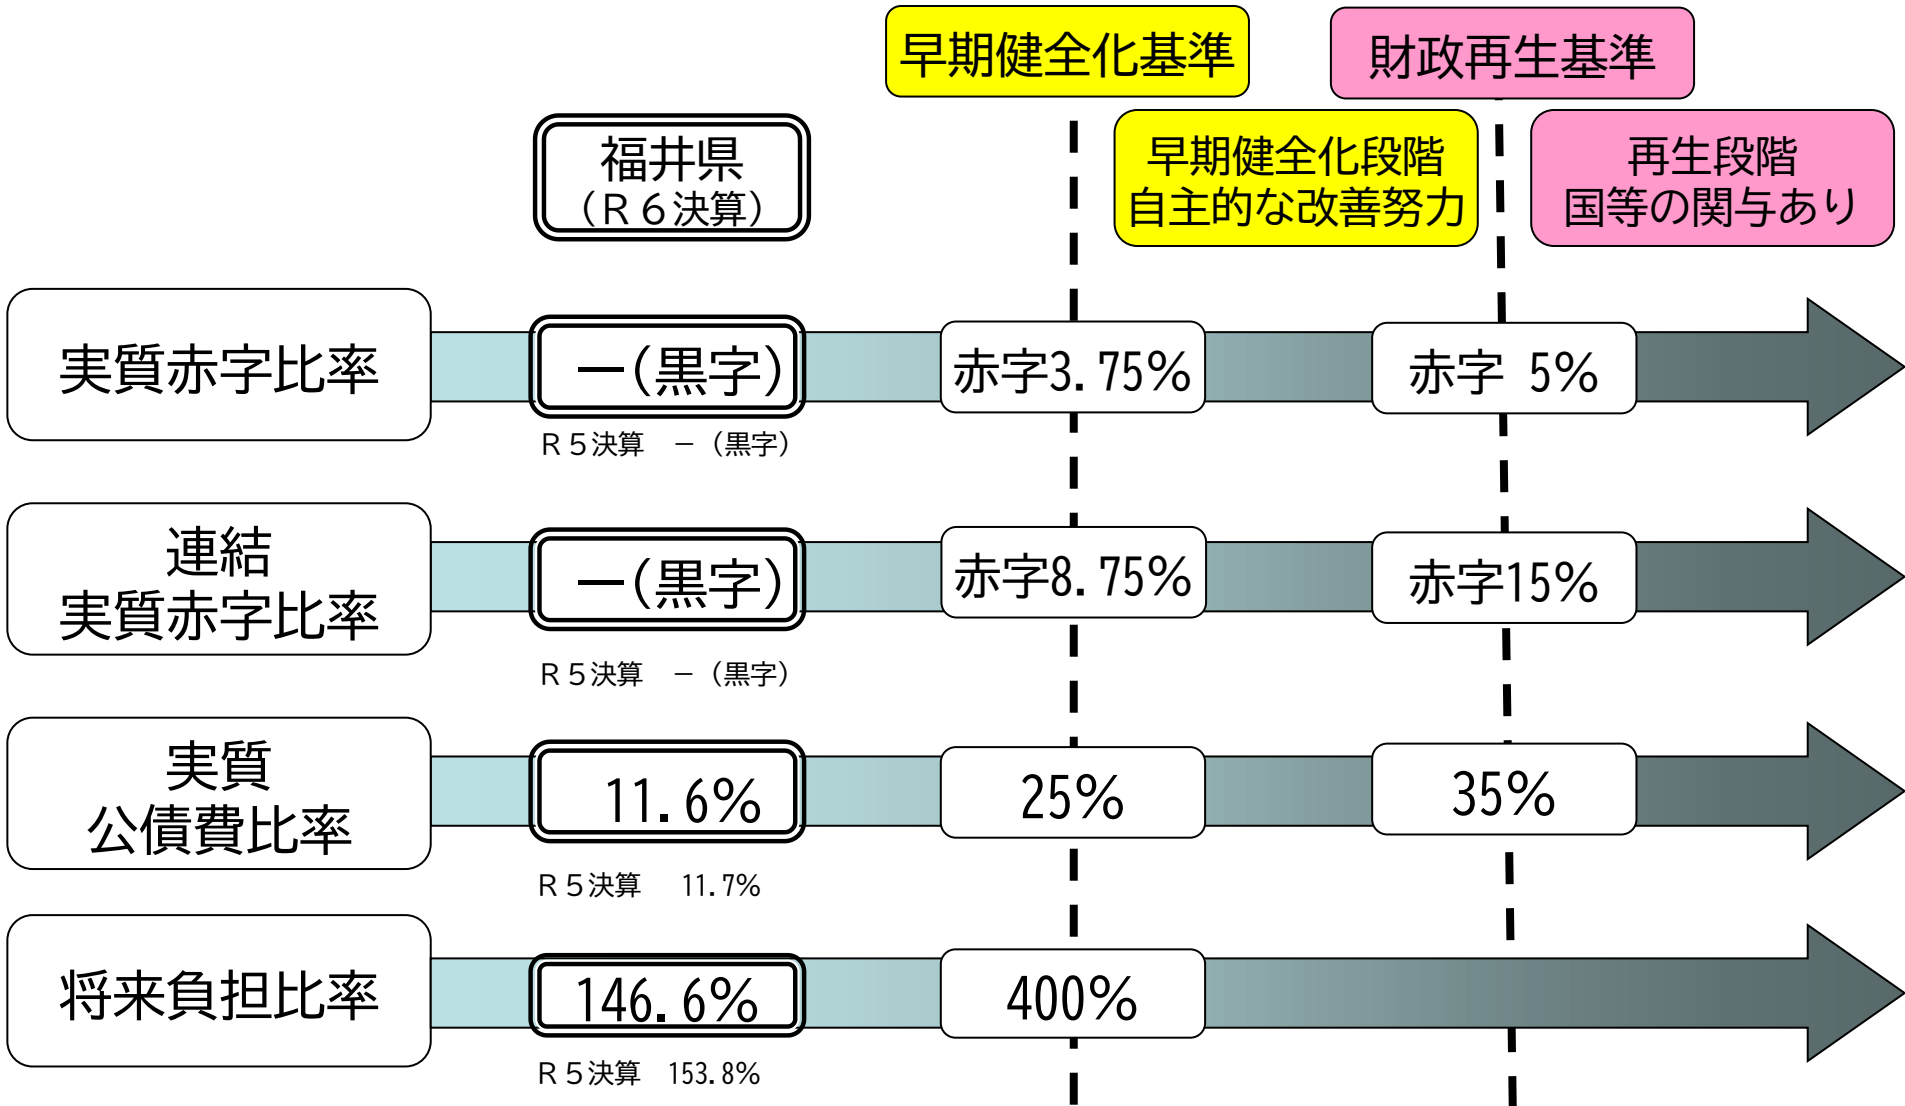 早期健全化基準
財政再生基準
福井県
（Ｒ６決算）
早期健全化段階
自主的な改善努力
再生段階
国等の関与あり
実質赤字比率
―(黒字)
赤字3.75%
赤字 5%
Ｒ５決算　－（黒字）
連結
実質赤字比率
―(黒字)
赤字8.75%
赤字15%
Ｒ５決算　－（黒字）
実質
公債費比率
11.6%
25%
35%
Ｒ５決算　11.7%
将来負担比率
146.6%
400%
Ｒ５決算　153.8%